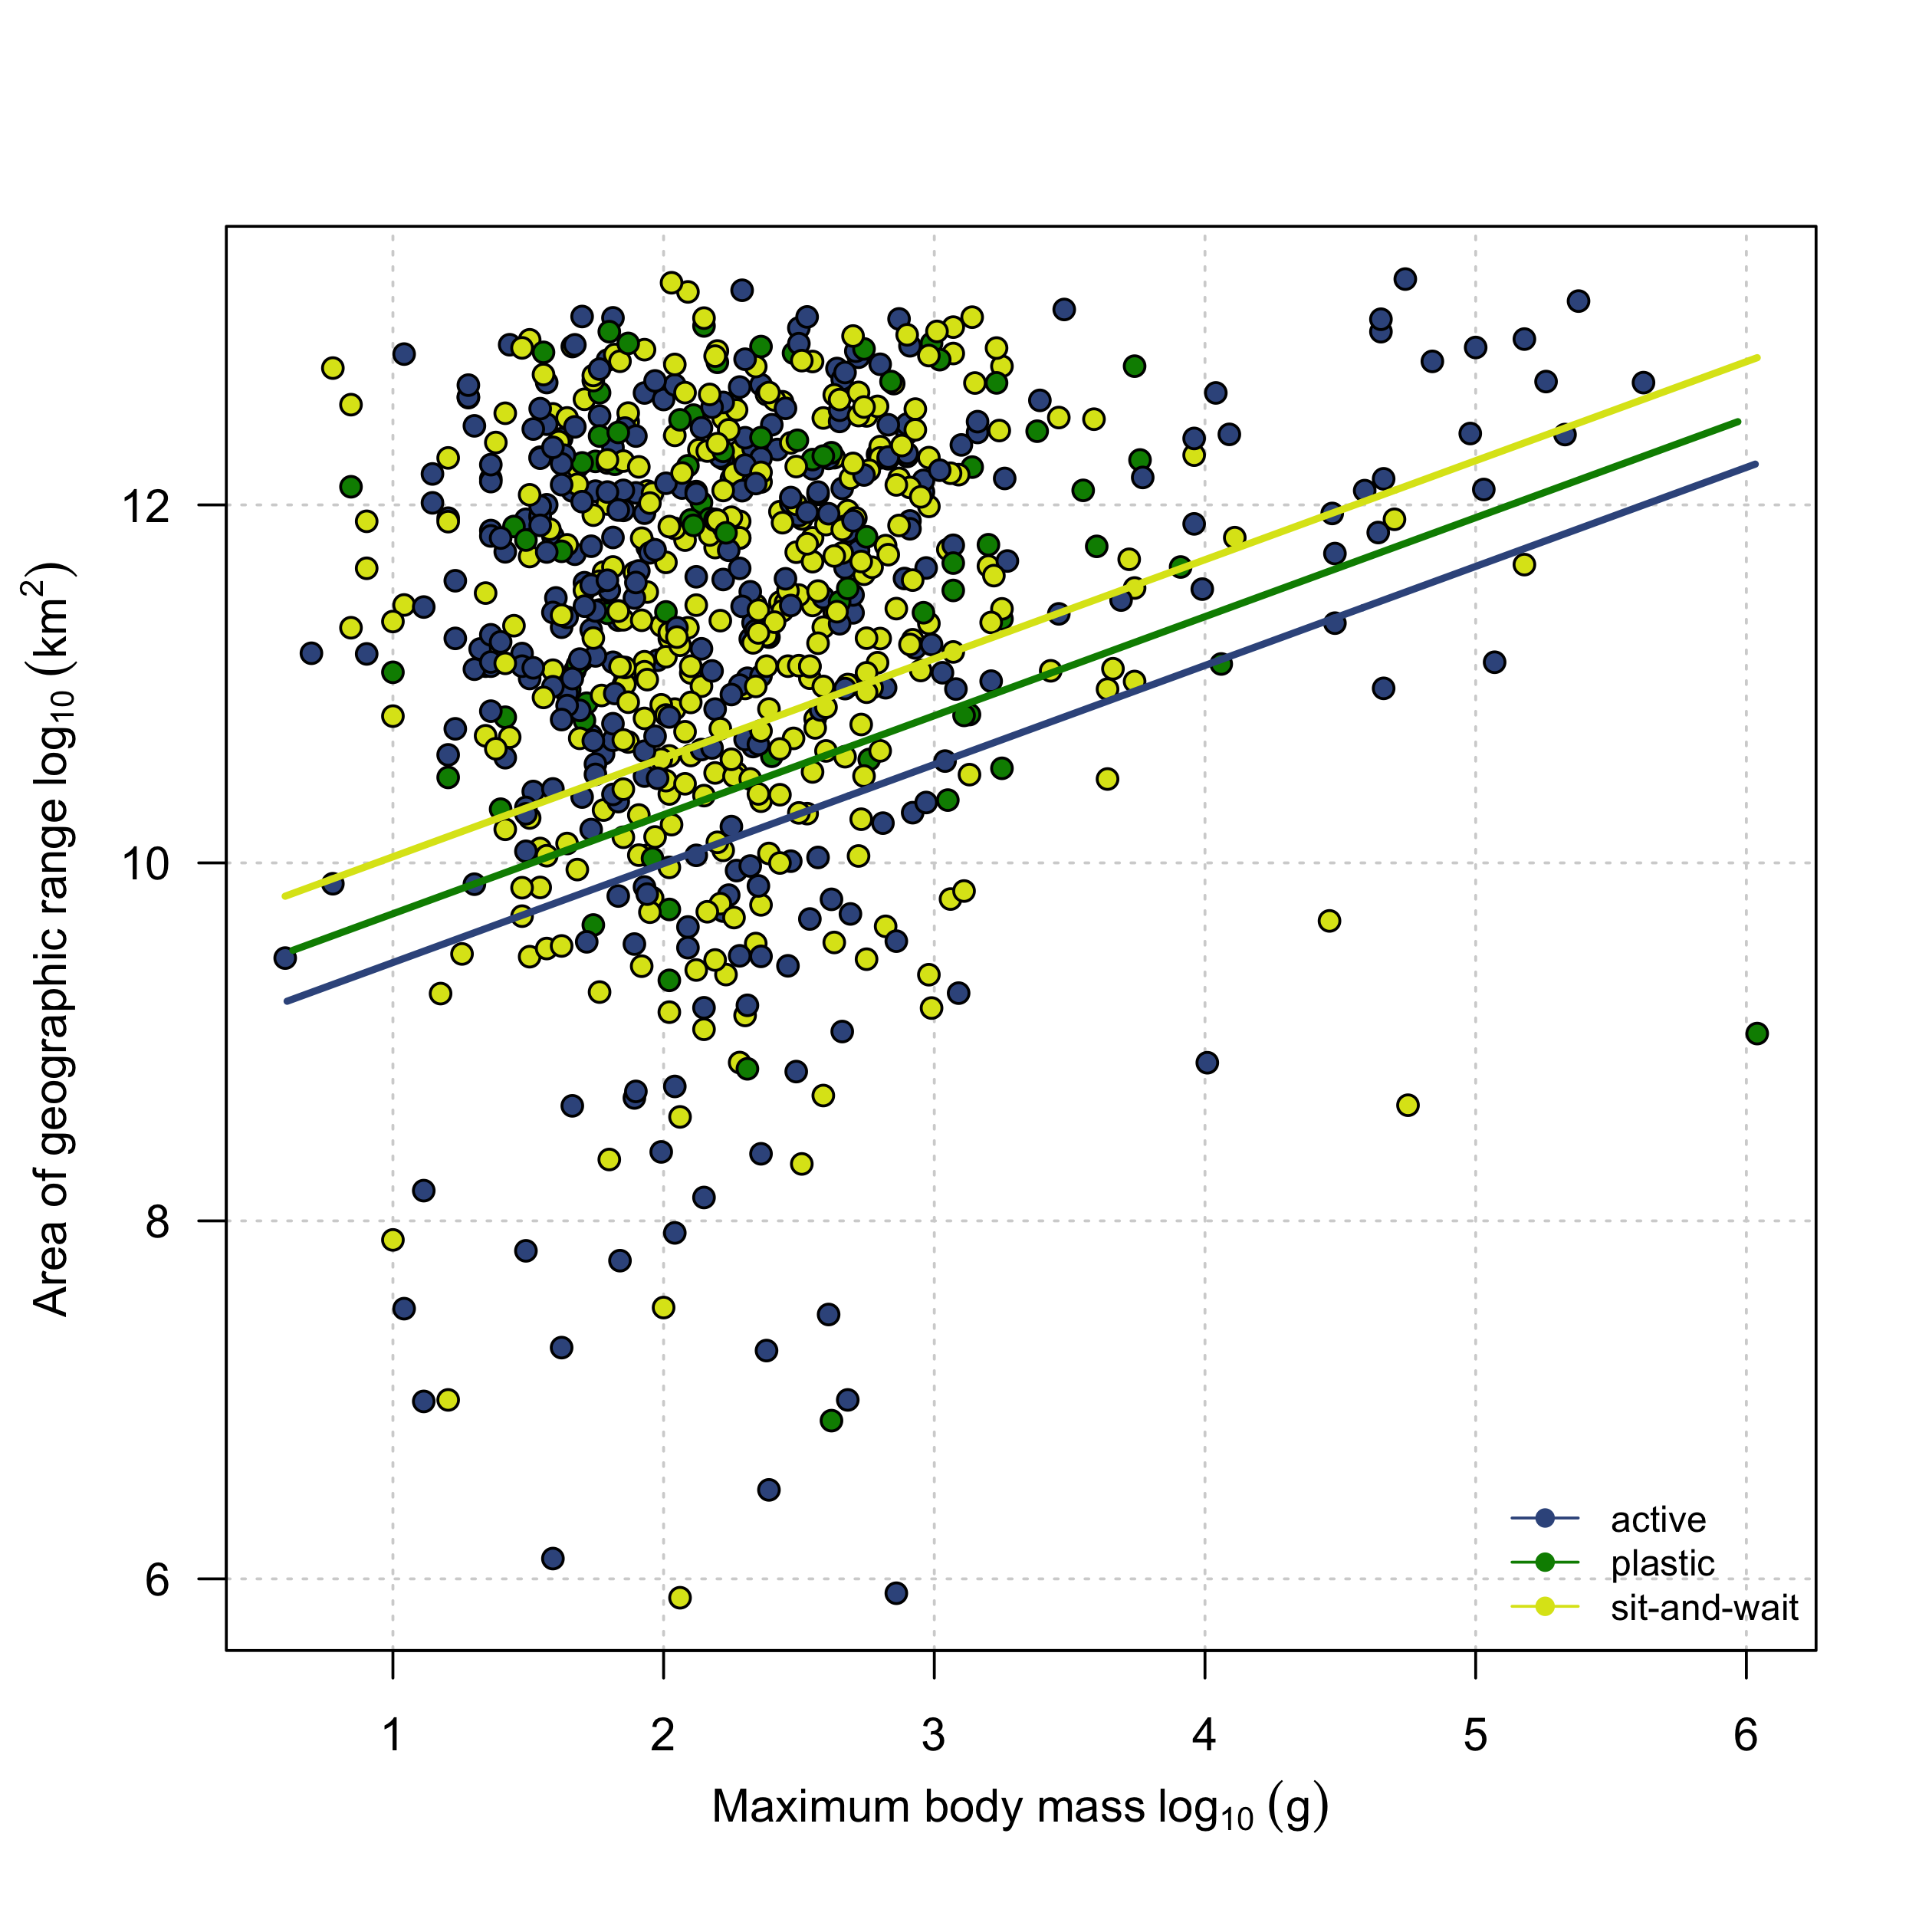 Area of geographic range log10 (km2)
12
10
8
6
active
plastic
sit-and-wait
1 2 3 4 5 6
Maximum body mass log10 (g)